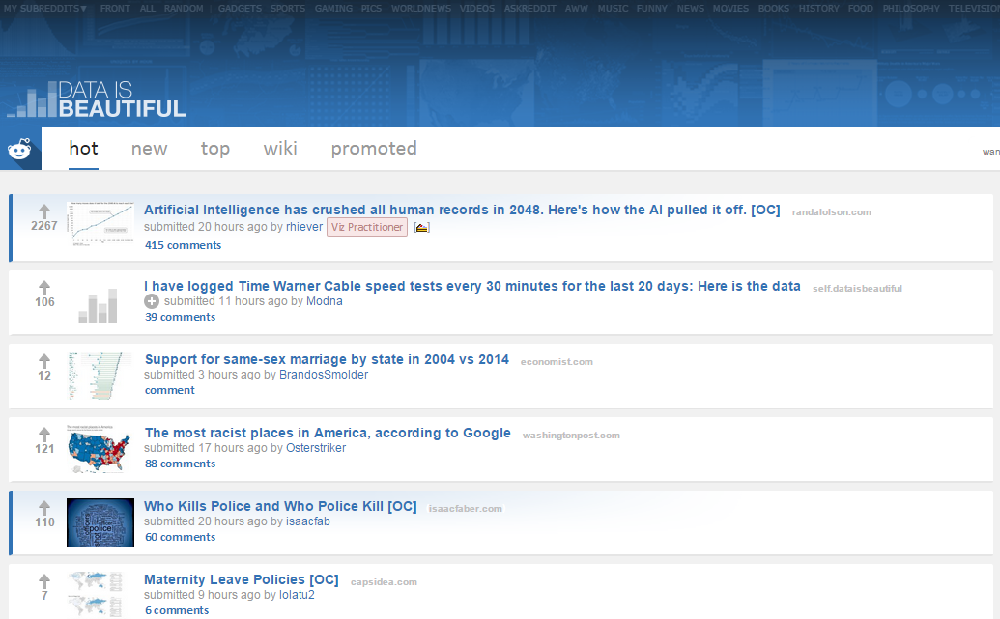 MY SUBREDDITS▼ FRONT ALL RANDOM | GADGETS SPORTS GAMING PICS WORLDNEWS VIDEOS ASKREDDIT AWW MUSIC FUNNY NEWS MOVIES BOOKS HISTORY FOOD PHILOSOPHY TELEVISION
DATA IS
BEAUTIFUL
hot new top wiki promoted
wan
2267
Artificial Intelligence has crushed all human records in 2048. Here's how the AI pulled it off. [OC] randalolson.com
submitted 20 hours ago by rhiever Viz Practitioner
415 comments
106
I have logged Time Warner Cable speed tests every 30 minutes for the last 20 days: Here is the data self.dataisbeautiful
submitted 11 hours ago by Modna
39 comments
12
Support for same-sex marriage by state in 2004 vs 2014 economist.com
submitted 3 hours ago by BrandosSmolder
comment
121
The most racist places in America, according to Google washingtonpost.com
submitted 17 hours ago by Osterstriker
88 comments
110
police
Who Kills Police and Who Police Kill [OC] isaacfaber.com
submitted 20 hours ago by isaacfab
60 comments
7
Maternity Leave Policies [OC] capsidea.com
submitted 9 hours ago by lolatu2
6 comments